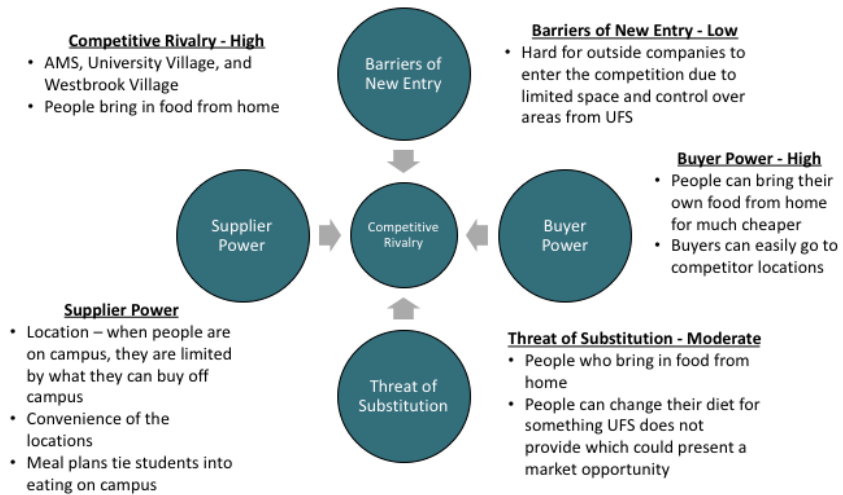 Competitive Rivalry - High
• AMS, University Village, and
Westbrook Village
• People bring in food from home
Barriers of
New Entry
Barriers of New Entry - Low
• Hard for outside companies to
enter the competition due to
limited space and control over
areas from UFS
Supplier
Power
Competitive
Rivalry
Buyer
Power
Buyer Power - High
• People can bring their
own food from home
for much cheaper
• Buyers can easily go to
competitor locations
Supplier Power
• Location – when people are
on campus, they are limited
by what they can buy off
campus
• Convenience of the
locations
• Meal plans tie students into
eating on campus
Threat of
Substitution
Threat of Substitution - Moderate
• People who bring in food from
home
• People can change their diet for
something UFS does not
provide which could present a
market opportunity